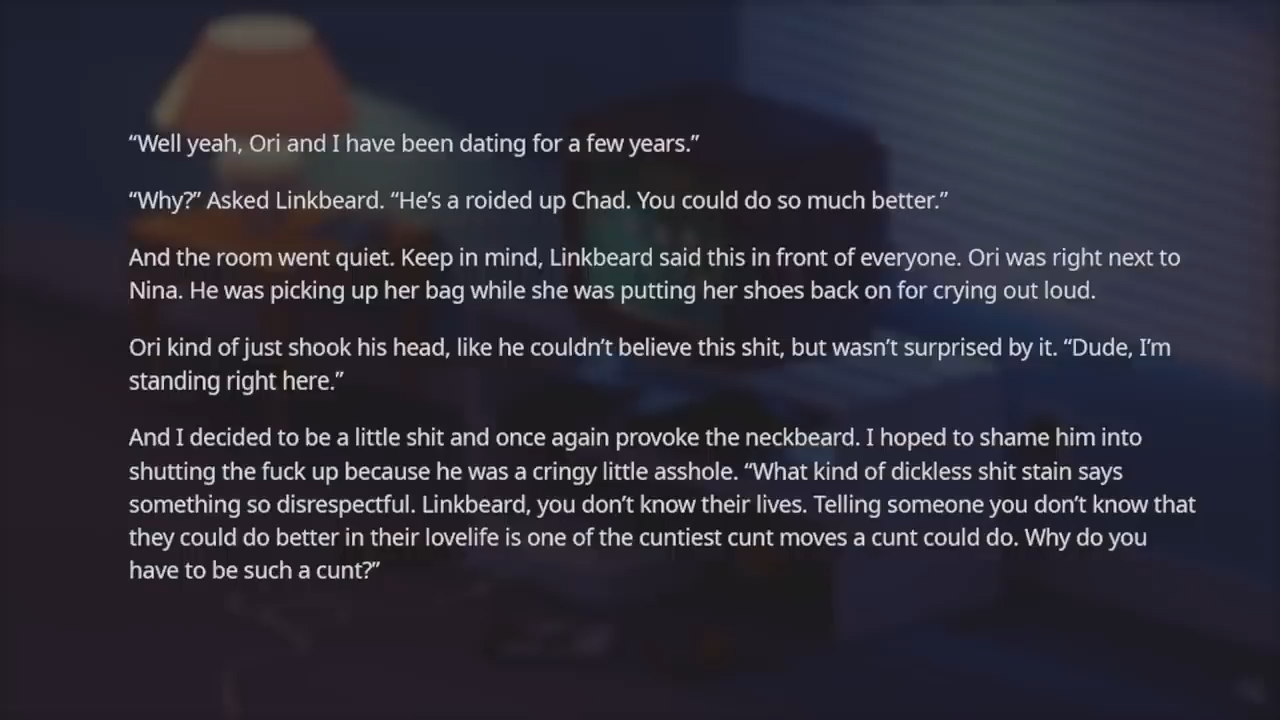 “Well yeah, Ori and I have been dating for a few years.”
“Why?” Asked Linkbeard. “He’s a roided up Chad. You could do so much better.”
And the room went quiet. Keep in mind, Linkbeard said this in front of everyone. Ori was right next to
Nina. He was picking up her bag while she was putting her shoes back on for crying out loud.
Ori kind of just shook his head, like he couldn’t believe this shit, but wasn’t surprised by it. “Dude, I’m
standing right here.”
And I decided to be a little shit and once again provoke the neckbeard. I hoped to shame him into
shutting the fuck up because he was a cringy little asshole. “What kind of dickless shit stain says
something so disrespectful. Linkbeard, you don’t know their lives. Telling someone you don’t know that
they could do better in their lovelife is one of the cuntiest cunt moves a cunt could do. Why do you
have to be such a cunt?”